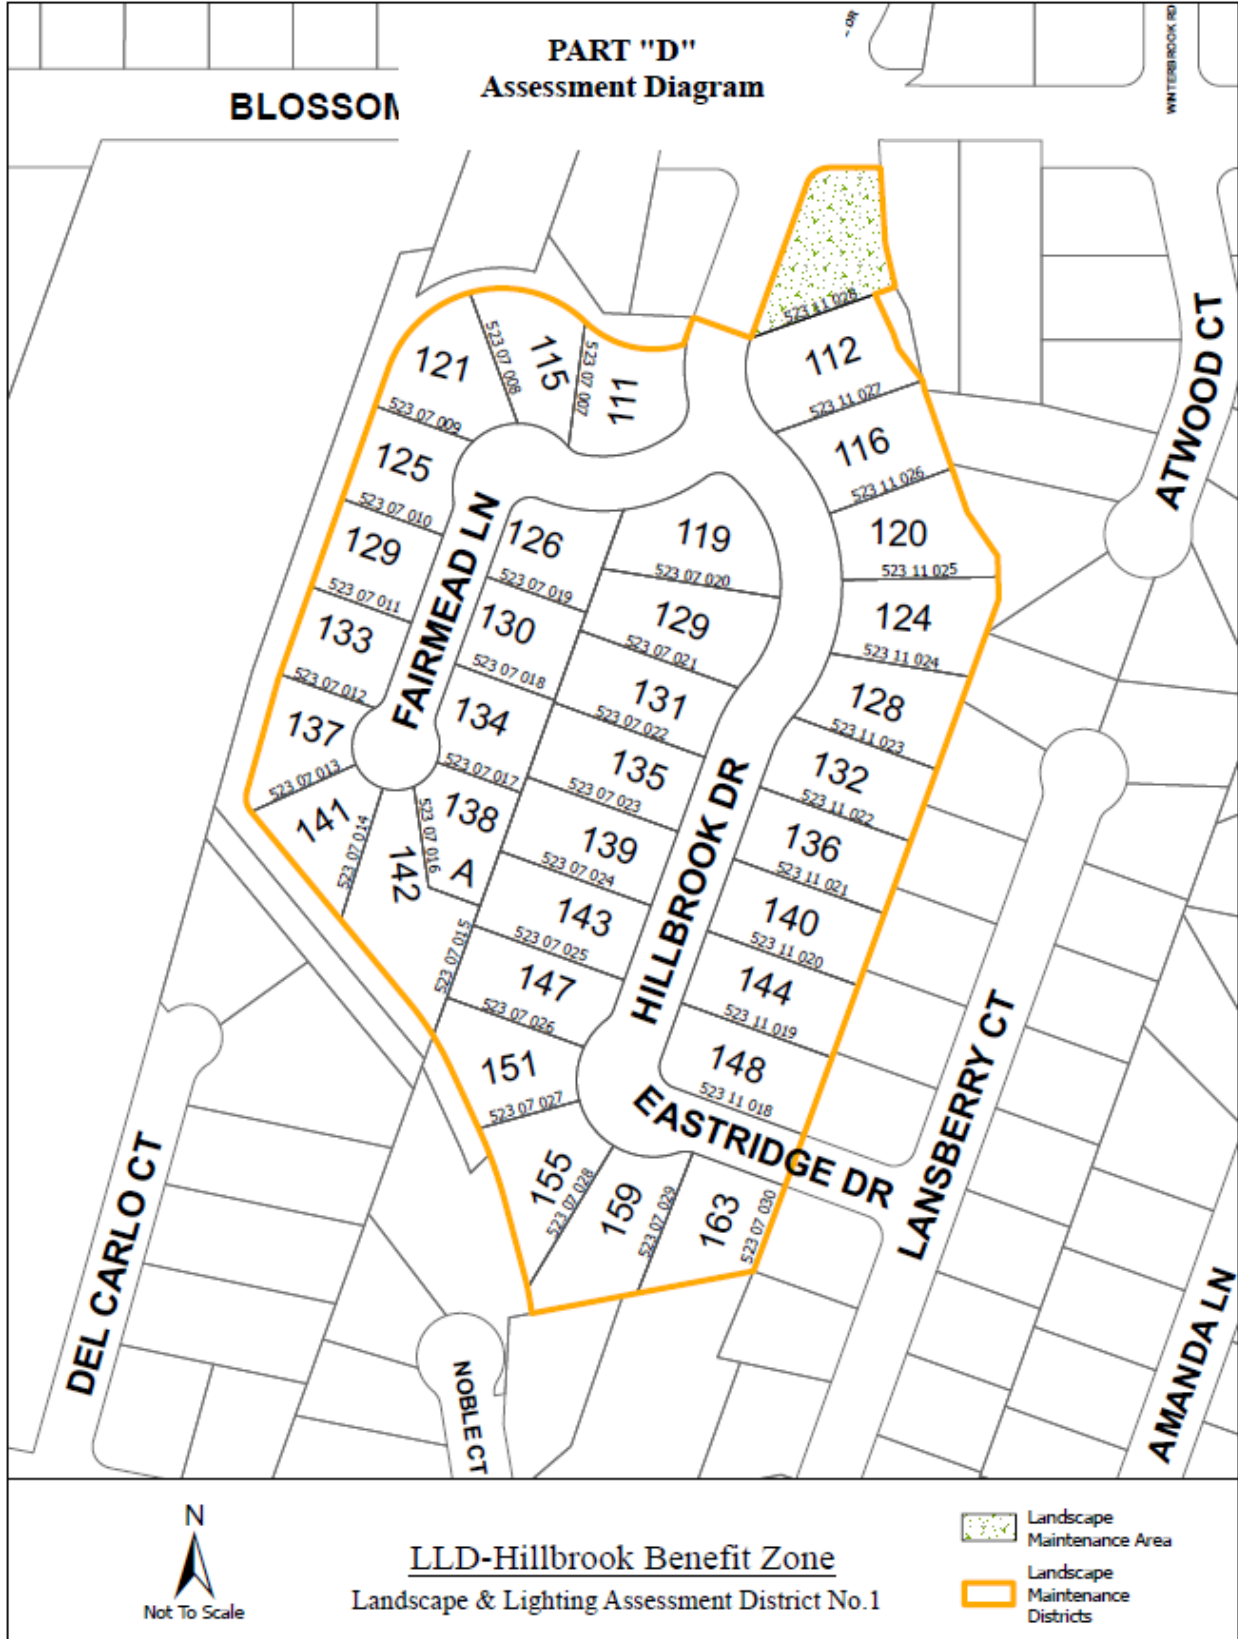 PART "D"
Assessment Diagram
DR
WINTERBROOK RD
BLOSSOM
523 11 028
112
523 11 027
116
523 11 026
120
523 11 025
124
523 11 024
128
523 11 023
132
523 11 022
136
523 11 021
140
523 11 020
144
523 11 019
148
523 11 018
121
523 07 009
523 07 008
115
523 07 007
111
125
523 07 010
129
523 07 011
133
523 07 012
137
523 07 013
141
523 07 014
142
523 07 015
523 07 016
138
A
523 07 017
134
523 07 018
130
523 07 019
126
119
523 07 020
129
523 07 021
131
523 07 022
135
523 07 023
139
523 07 024
143
523 07 025
147
523 07 026
151
523 07 027
155
523 07 028
159
523 07 029
163
523 07 030
FAIRMEAD LN
HILLBROOK DR
EASTRIDGE DR
ATWOOD CT
LANSBERRY CT
AMANDA LN
DEL CARLO CT
NOBLE CT
N
Not To Scale
LLD-Hillbrook Benefit Zone
Landscape & Lighting Assessment District No.1
Landscape
Maintenance Area
Landscape
Maintenance
Districts